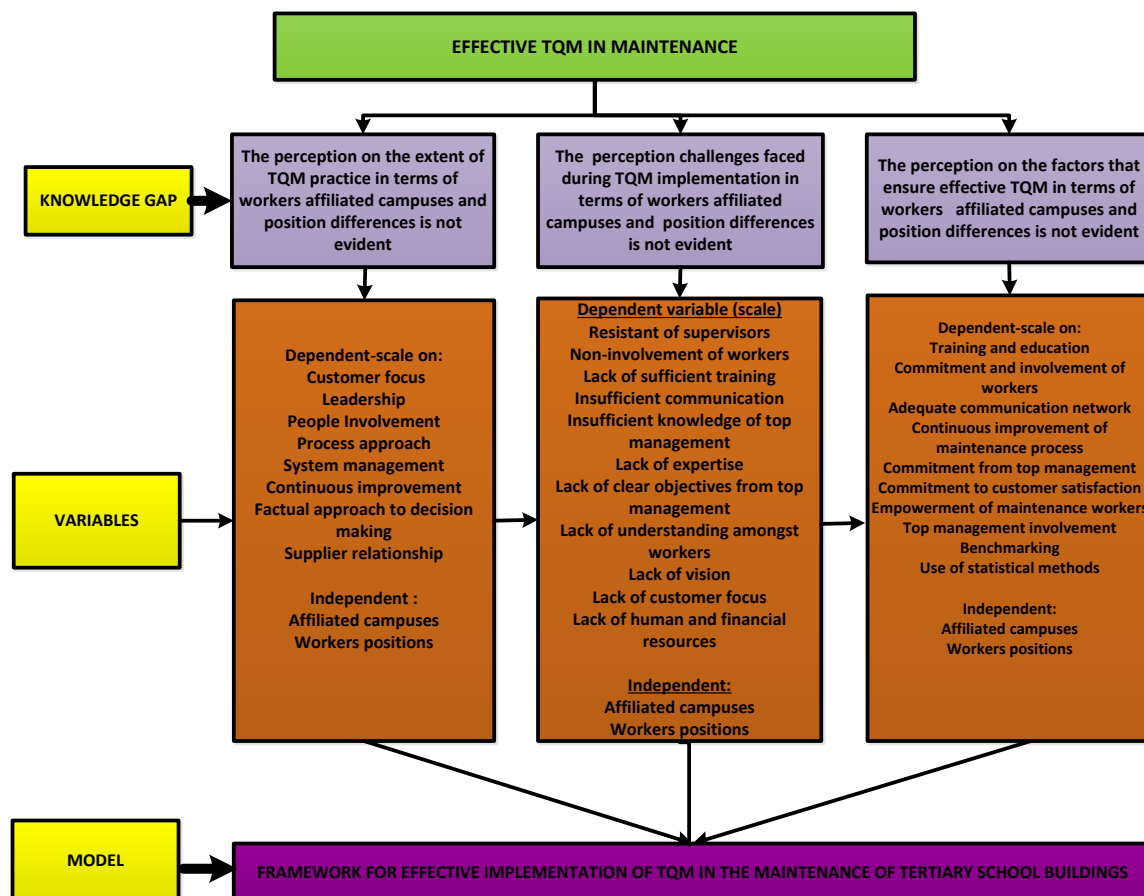 EFFECTIVE TQM IN MAINTENANCE
KNOWLEDGE GAP
The perception on the extent of
TQM practice in terms of
workers affiliated campuses and
position differences is not
evident
The perception challenges faced
during TQM implementation in
terms of workers affiliated
campuses and position differences
is not evident
The perception on the factors that
ensure effective TQM in terms of
workers affiliated campuses and
position differences is not evident
VARIABLES
Dependent-scale on:
Customer focus
Leadership
People Involvement
Process approach
System management
Continuous improvement
Factual approach to decision
making
Supplier relationship
Independent :
Affiliated campuses
Workers positions
Dependent variable (scale)
Resistant of supervisors
Non-involvement of workers
Lack of sufficient training
Insufficient communication
Insufficient knowledge of top
management
Lack of expertise
Lack of clear objectives from top
management
Lack of understanding amongst
workers
Lack of vision
Lack of customer focus
Lack of human and financial
resources
Independent:
Affiliated campuses
Workers positions
Dependent-scale on:
Training and education
Commitment and involvement of
workers
Adequate communication network
Continuous improvement of
maintenance process
Commitment from top management
Commitment to customer satisfaction
Empowerment of maintenance workers
Top management involvement
Benchmarking
Use of statistical methods
Independent:
Affiliated campuses
Workers positions
MODEL
FRAMEWORK FOR EFFECTIVE IMPLEMENTATION OF TQM IN THE MAINTENANCE OF TERTIARY SCHOOL BUILDINGS